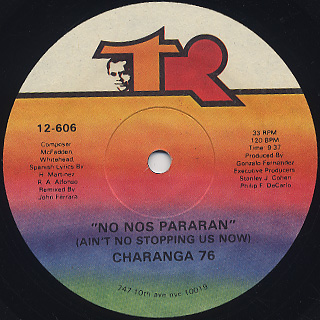 TR
12-606
Composer
McFadden
Whitehead
Spanish Lyrics By
H. Martinez
R. A. Alfonso
Remixed By
John Ferrara
33 RPM
120 BPM
Time 9:37
Produced By
Gonzalo Fernandez
Executive Producers
Stanley J. Cohen
Philip F. DeCarlo
"NO NOS PARARAN"
(AIN'T NO STOPPING US NOW)
CHARANGA 76
747 10th ave nyc 10019